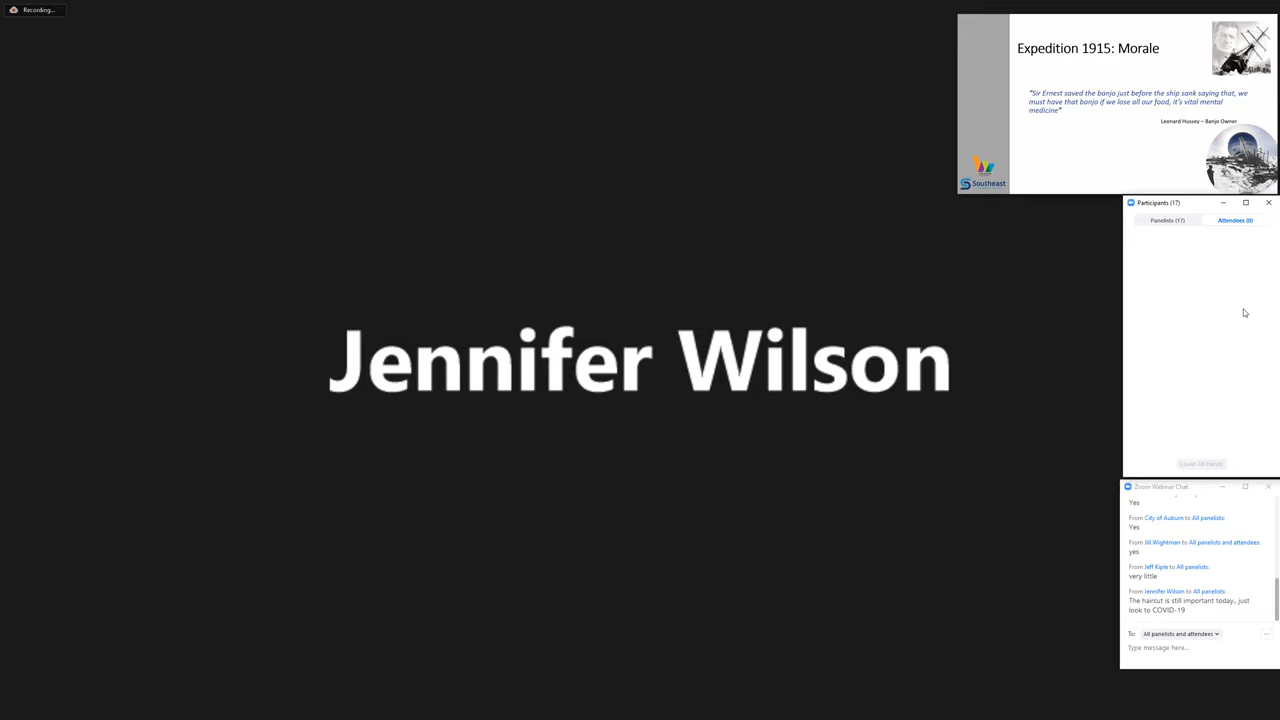 Recording...
Expedition 1915: Morale
"Sir Ernest saved the banjo just before the ship sank saying that, we
must have that banjo if we lose all our food, it's vital mental
medicine"
Leonard Hussey – Banjo Owner
Southeast
Jennifer Wilson
Participants (17)
Panelists (17) Attendees (0)
Lower All Hands
Zoom Webinar Chat
Yes
From City of Auburn to All panelists:
Yes
From Jill Wightman to All panelists and attendees:
yes
From Jeff Kiple to All panelists:
very little
From Jennifer Wilson to All panelists:
The haircut is still important today.. just
look to COVID-19
To: All panelists and attendees
Type message here...